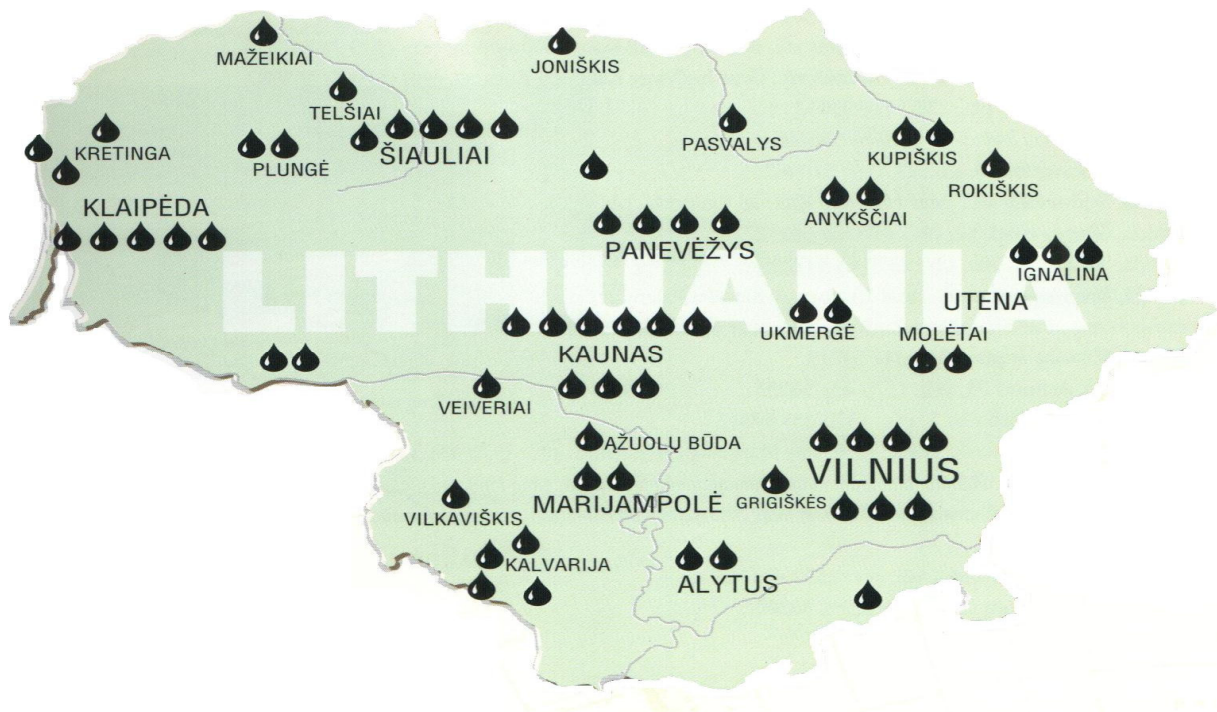 MAŽEIKIAI
JONIŠKIS
TELŠIAI
KRETINGA
PLUNGĖ
ŠIAULIAI
PASVALYS
KUPIŠKIS
ROKIŠKIS
KLAIPĖDA
ANYKŠČIAI
PANEVĖŽYS
LITHUANIA
IGNALINA
UTENA
UKMERGĖ
MOLĖTAI
KAUNAS
VEIVERIAI
ĄŽUOLŲ BŪDA
VILNIUS
MARIJAMPOLĖ
GRIGIŠKĖS
VILKAVIŠKIS
KALVARIJA
ALYTUS